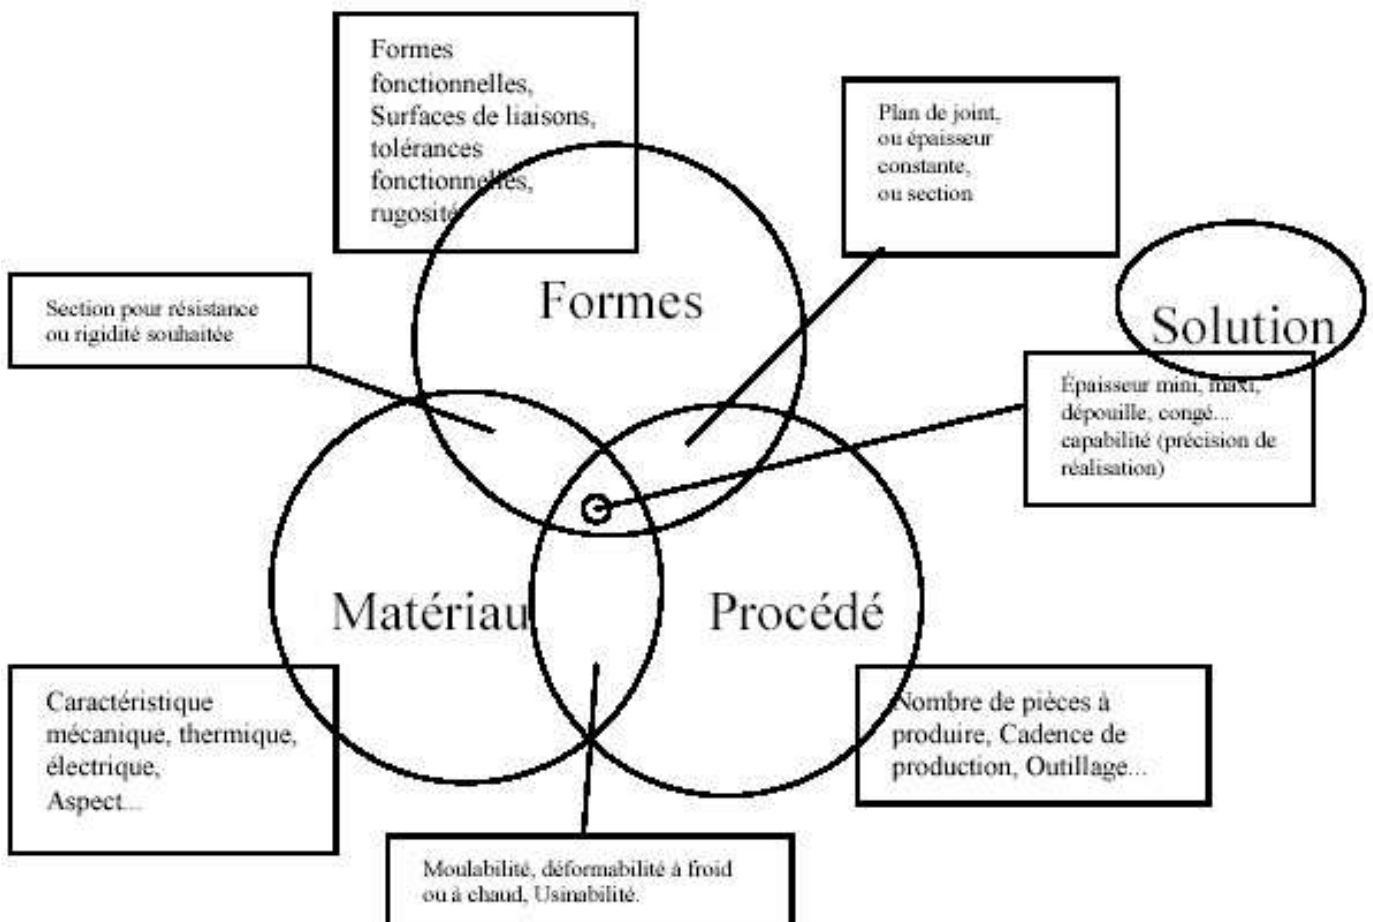 Formes
fonctionnelles,
Surfaces de liaisons,
tolérances
fonctionnelles,
rugosité
Plan de joint,
ou épaisseur
constante,
ou section
Section pour résistance
ou rigidité souhaitée
Formes
Solution
Épaisseur mini, maxi,
dépouille, congé...
capabilité (précision de
réalisation)
Matériau
Procédé
Caractéristique
mécanique, thermique,
électrique,
Aspect...
Nombre de pièces à
produire, Cadence de
production, Outillage...
Moulabilité, déformabilité à froid
ou à chaud, Usinabilité.